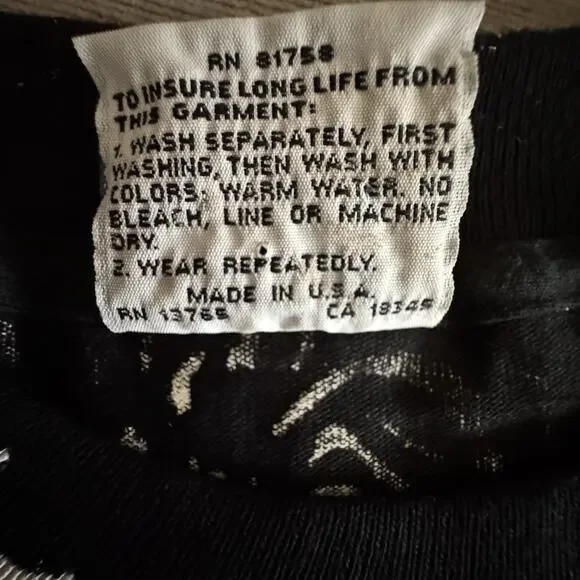 RN 81758
TO INSURE LONG LIFE FROM
THIS GARMENT:
1. WASH SEPARATELY, FIRST
WASHING, THEN WASH WITH
COLORS; WARM WATER. NO
BLEACH, LINE OR MACHINE
DRY.
2. WEAR REPEATEDLY.
MADE IN U.S.A.
RN 13765 CA 19345